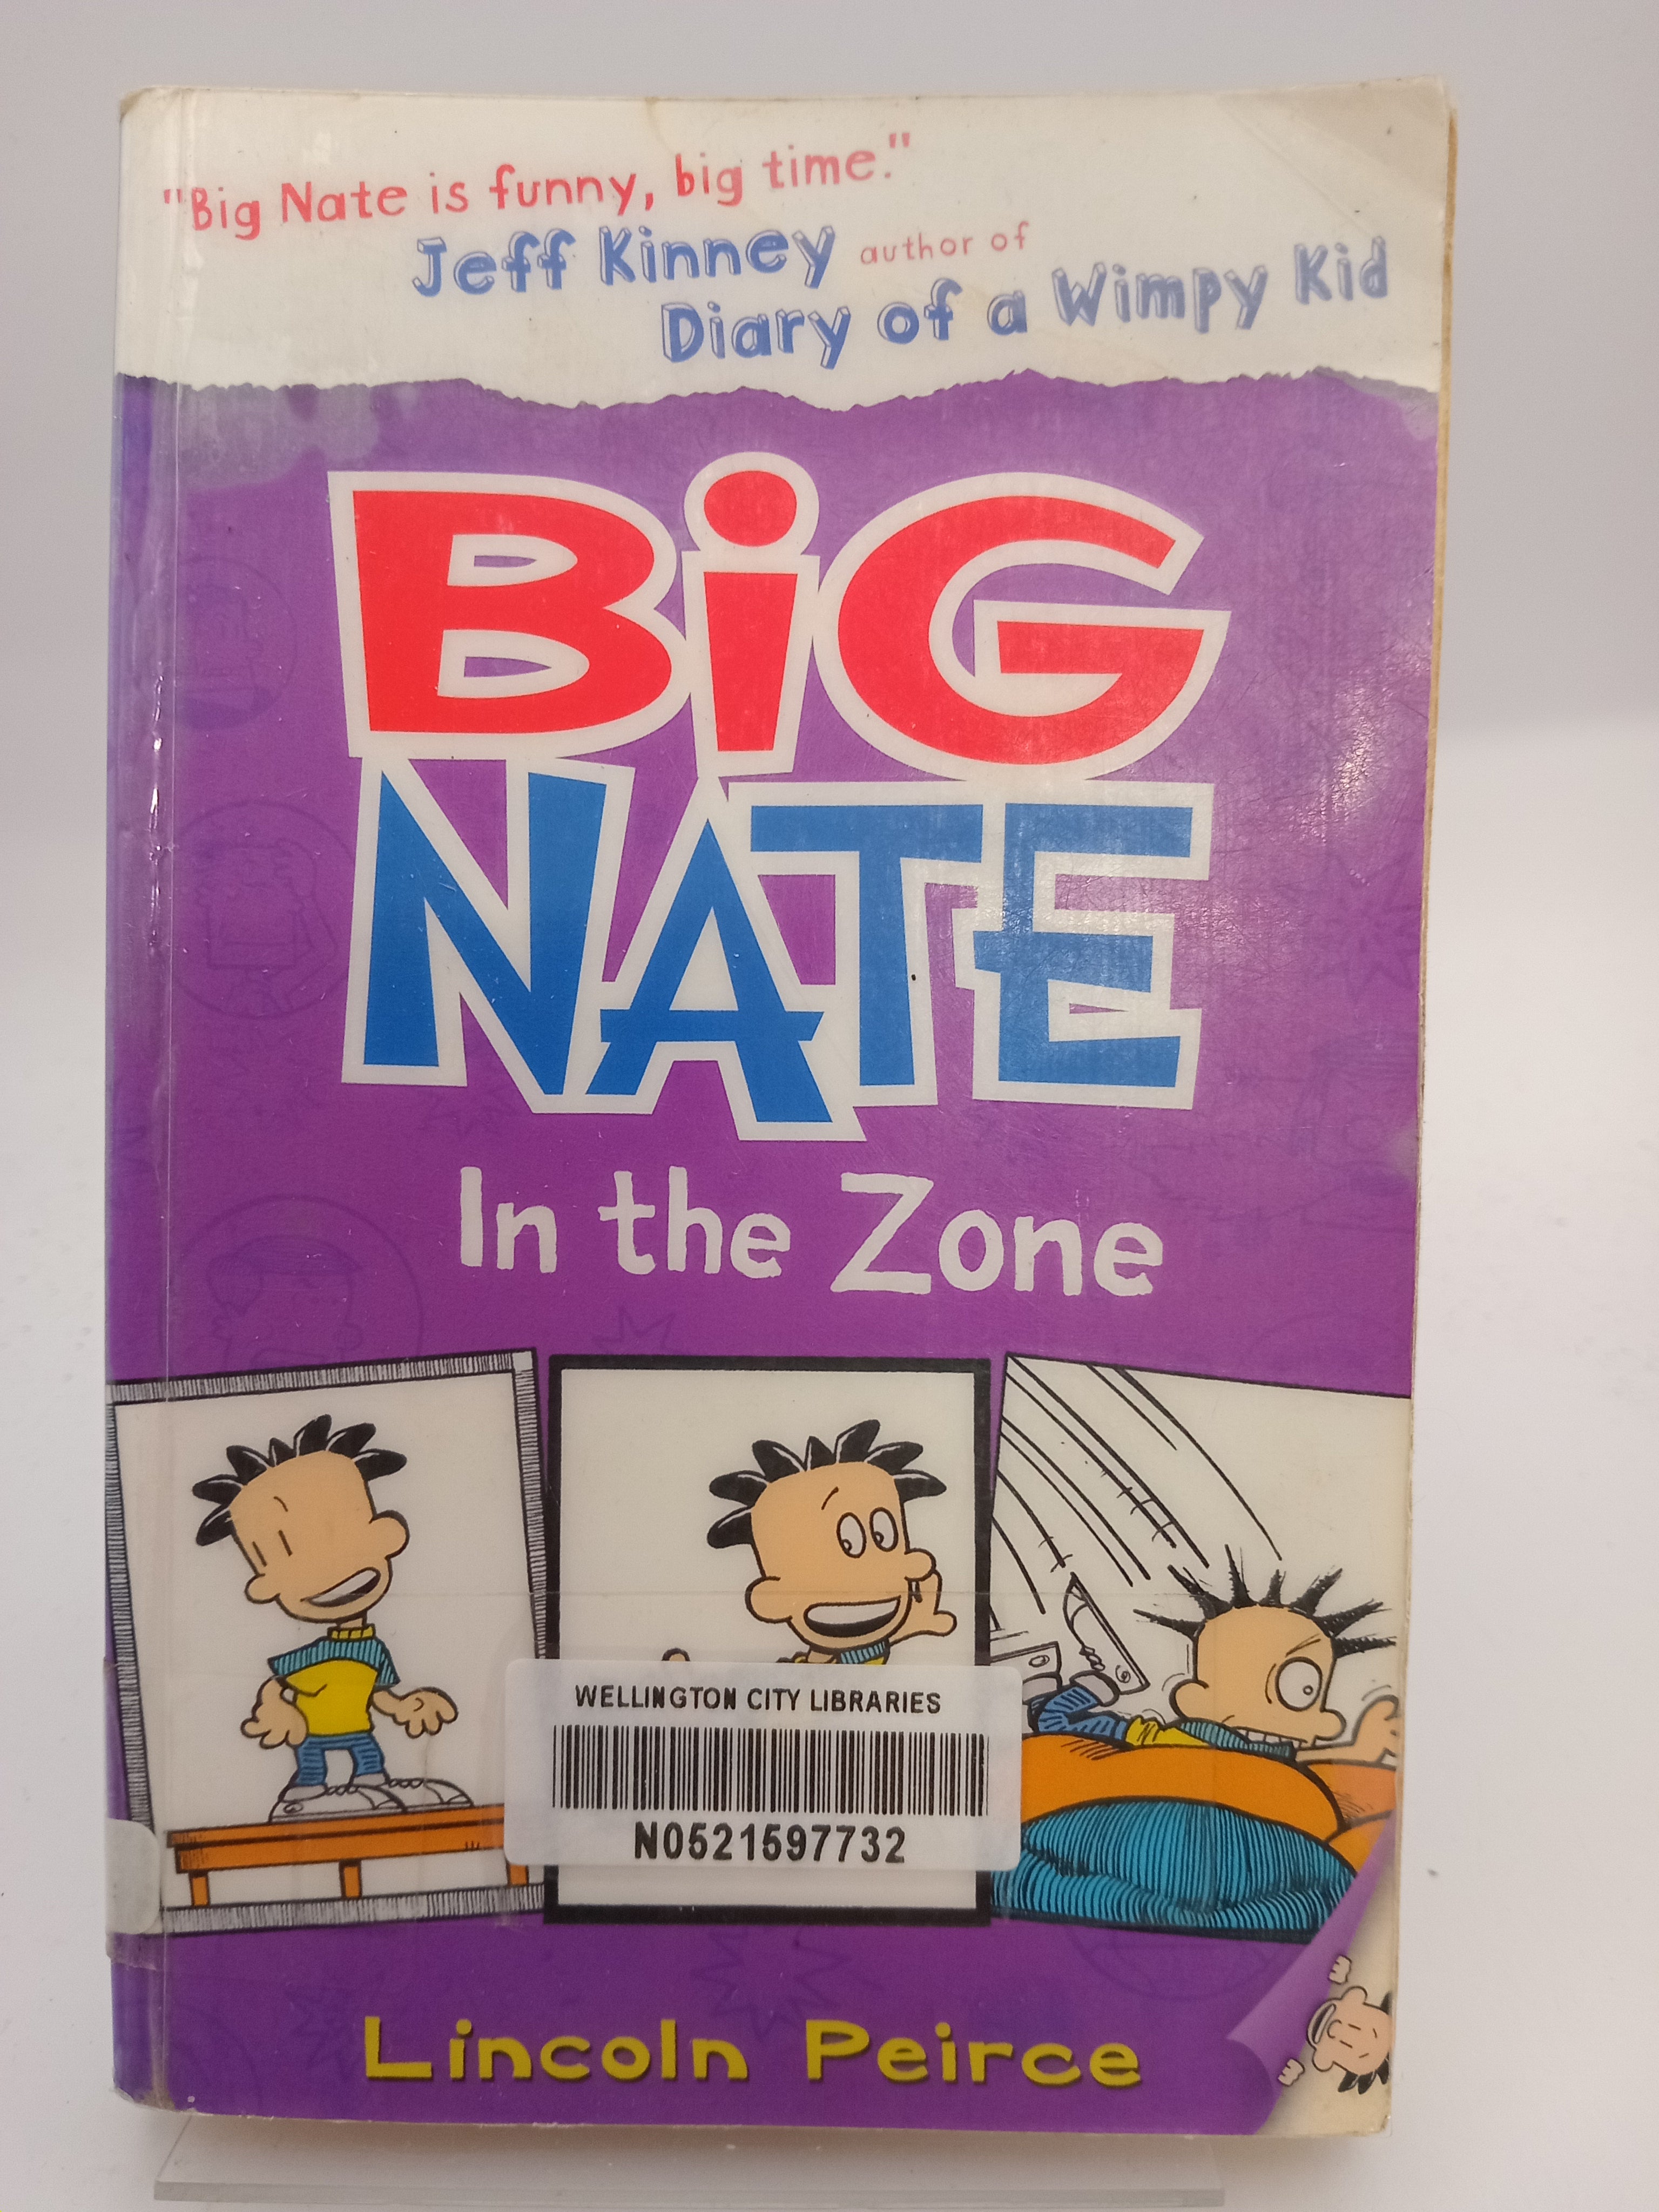 "Big Nate is funny, big time."
Jeff Kinney author of
Diary of a Wimpy Kid
BiG
NATE
In the Zone
WELLINGTON CITY LIBRARIES
N0521597732
Lincoln Peirce